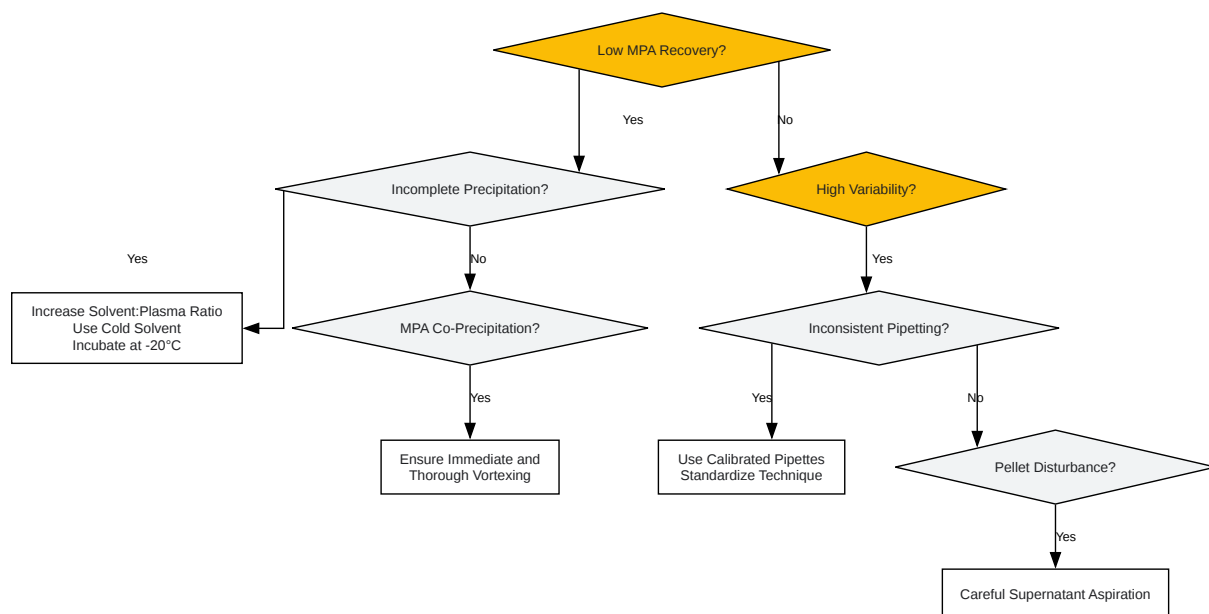 Low MPA Recovery?
Yes
No
Incomplete Precipitation?
High Variability?
Yes
No
Yes
Increase Solvent:Plasma Ratio
Use Cold Solvent
Incubate at -20°C
MPA Co-Precipitation?
Inconsistent Pipetting?
Yes
Yes
No
Ensure Immediate and
Thorough Vortexing
Use Calibrated Pipettes
Standardize Technique
Pellet Disturbance?
Yes
Careful Supernatant Aspiration